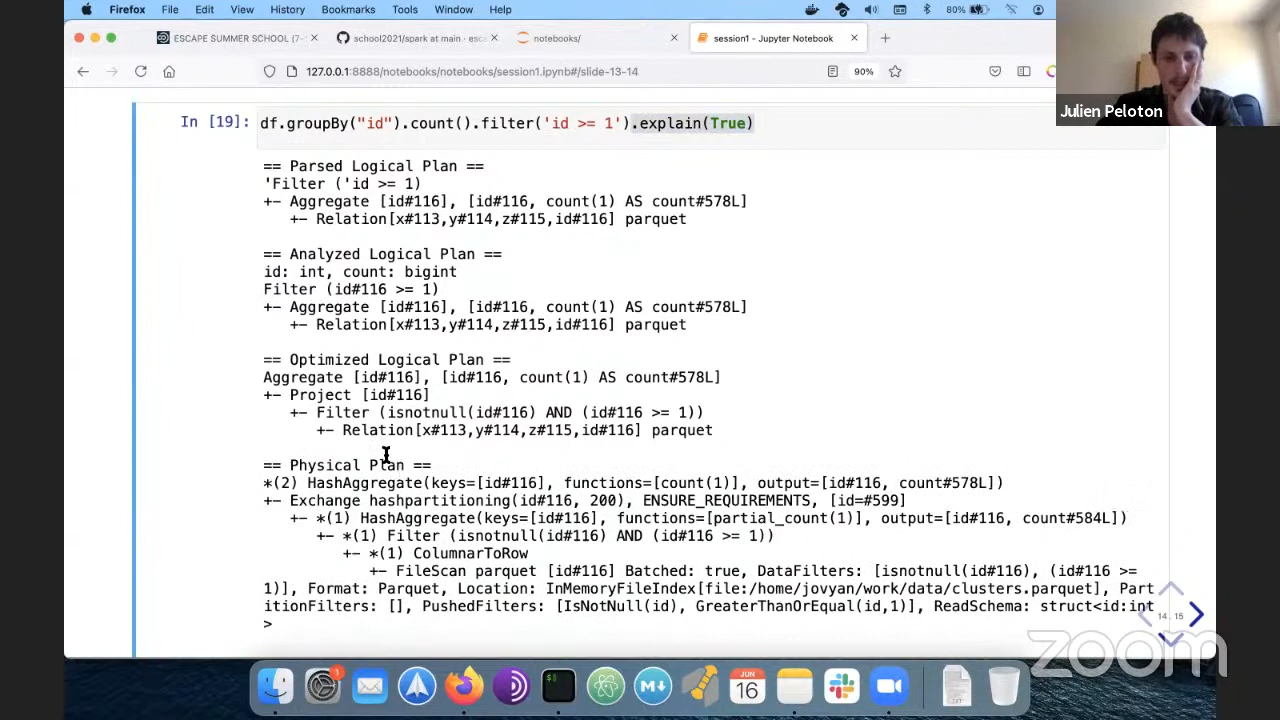 Firefox File Edit View History Bookmarks Tools Window Help 80%
ESCAPE SUMMER SCHOOL (7- school2021/spark at main · esc notebooks/ session1 - Jupyter Notebook
127.0.0.1:8888/notebooks/notebooks/session1.ipynb#/slide-13-14 90%
Julien Peloton
In [19]: df.groupBy("id").count().filter('id >= 1').explain(True)
== Parsed Logical Plan ==
'Filter ('id >= 1)
+- Aggregate [id#116], [id#116, count(1) AS count#578L]
+- Relation[x#113,y#114,z#115,id#116] parquet
== Analyzed Logical Plan ==
id: int, count: bigint
Filter (id#116 >= 1)
+- Aggregate [id#116], [id#116, count(1) AS count#578L]
+- Relation[x#113,y#114,z#115,id#116] parquet
== Optimized Logical Plan ==
Aggregate [id#116], [id#116, count(1) AS count#578L]
+- Project [id#116]
+- Filter (isnotnull(id#116) AND (id#116 >= 1))
+- Relation[x#113,y#114,z#115,id#116] parquet
== Physical Plan ==
*(2) HashAggregate(keys=[id#116], functions=[count(1)], output=[id#116, count#578L])
+- Exchange hashpartitioning(id#116, 200), ENSURE_REQUIREMENTS, [id=#599]
+- *(1) HashAggregate(keys=[id#116], functions=[partial_count(1)], output=[id#116, count#584L])
+- *(1) Filter (isnotnull(id#116) AND (id#116 >= 1))
+- *(1) ColumnarToRow
+- FileScan parquet [id#116] Batched: true, DataFilters: [isnotnull(id#116), (id#116 >=
1)], Format: Parquet, Location: InMemoryFileIndex[file:/home/jovyan/work/data/clusters.parquet], Part
itionFilters: [], PushedFilters: [IsNotNull(id), GreaterThanOrEqual(id,1)], ReadSchema: struct<id:int
>
14.15
zoom
1
JUN
16